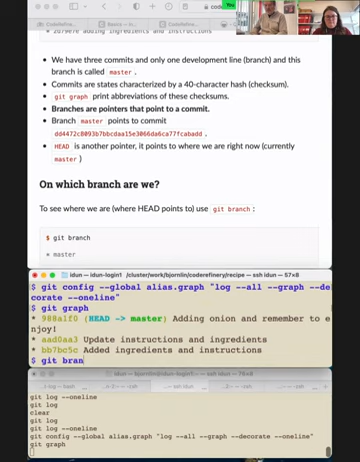 You
CodeRefine
CodeRefine
• We have three commits and only one development line (branch) and this
branch is called master .
• Commits are states characterized by a 40-character hash (checksum).
• git graph print abbreviations of these checksums.
• Branches are pointers that point to a commit.
• Branch master points to commit
dd4472c8093b7bbcdaa15e3066da6ca77fcabadd .
• HEAD is another pointer, it points to where we are right now (currently
master )
On which branch are we?
To see where we are (where HEAD points to) use git branch :
$ git branch
* master
idun — idun-login1 /cluster/work/bjornlin/coderefinery/recipe — ssh idun — 57×8
$ git config --global alias.graph "log --all --graph --de
corate --oneline"
$ git graph
* 988a1f0 (HEAD -> master) Adding onion and remember to e
njoy!
* aad0aa3 Update instructions and ingredients
* bb7bc5c Added ingredients and instructions
$ git bran
git log --oneline
git log
clear
git log
git log --oneline
git config --global alias.graph "log --all --graph --decorate --oneline"
git graph